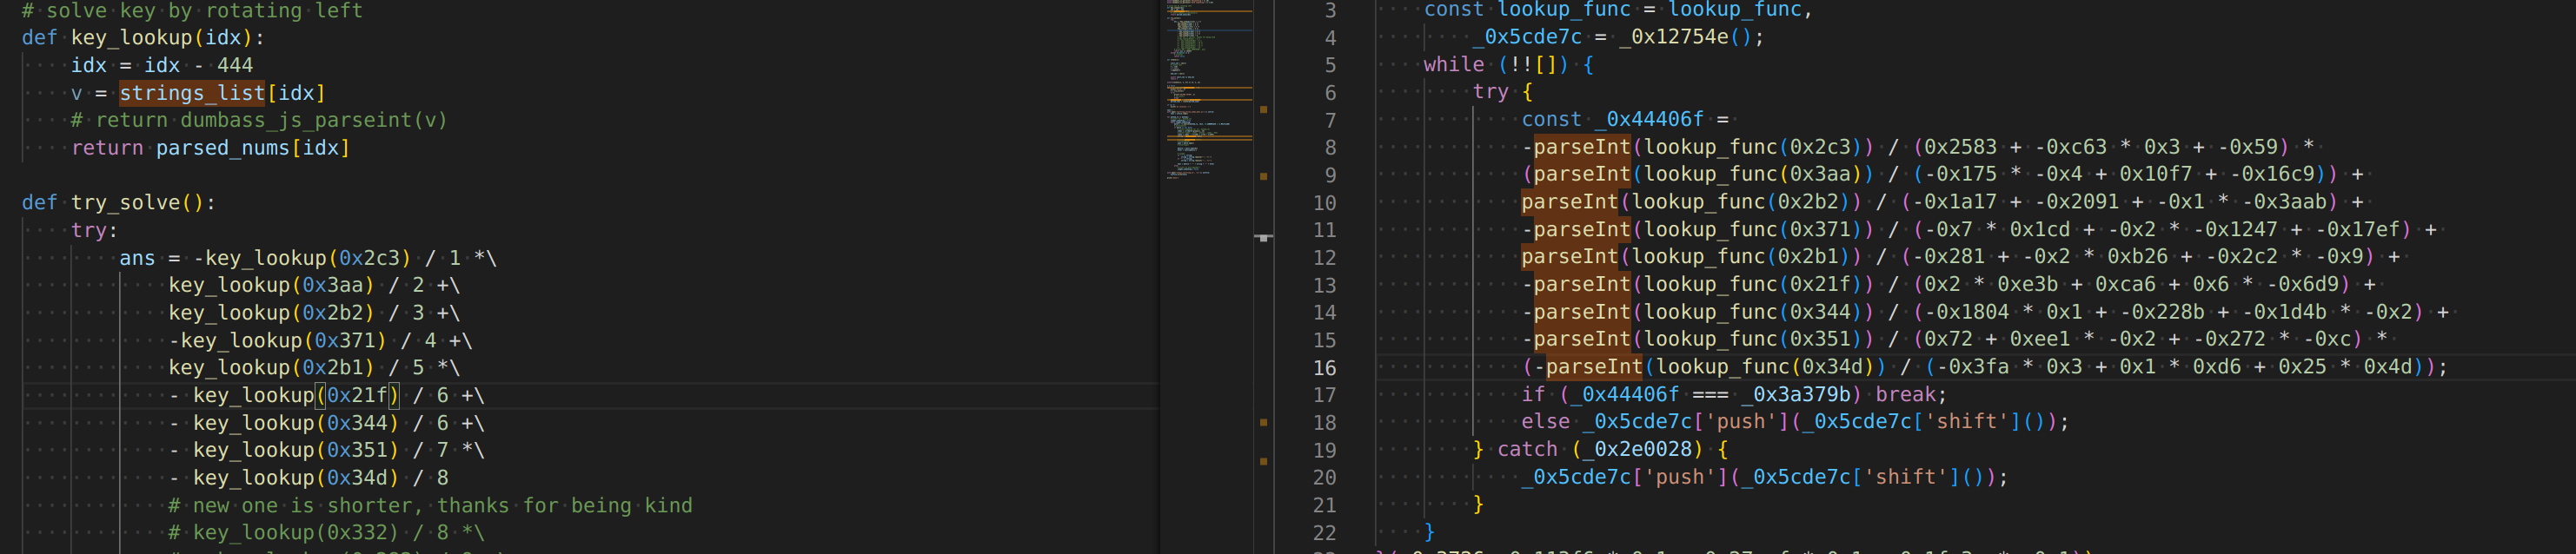 # solve key by rotating left
def key_lookup(idx):
    idx = idx - 444
    v = strings_list[idx]
    # return dumbass_js_parseint(v)
    return parsed_nums[idx]
def try_solve():
    try:
        ans = -key_lookup(0x2c3) / 1 *\
            key_lookup(0x3aa) / 2 +\
            key_lookup(0x2b2) / 3 +\
            -key_lookup(0x371) / 4 +\
            key_lookup(0x2b1) / 5 *\
            - key_lookup(0x21f) / 6 +\
            - key_lookup(0x344) / 6 +\
            - key_lookup(0x351) / 7 *\
            - key_lookup(0x34d) / 8
            # new one is shorter, thanks for being kind
            # key_lookup(0x332) / 8 *\
3 const lookup_func = lookup_func,
4 _0x5cde7c = _0x12754e();
5 while (!![]) {
6 try {
7 const _0x44406f =
8 -parseInt(lookup_func(0x2c3)) / (0x2583 + -0xc63 * 0x3 + -0x59) *
9 (parseInt(lookup_func(0x3aa)) / (-0x175 * -0x4 + 0x10f7 + -0x16c9)) +
10 parseInt(lookup_func(0x2b2)) / (-0x1a17 + -0x2091 + -0x1 * -0x3aab) +
11 -parseInt(lookup_func(0x371)) / (-0x7 * 0x1cd + -0x2 * -0x1247 + -0x17ef) +
12 parseInt(lookup_func(0x2b1)) / (-0x281 + -0x2 * 0xb26 + -0x2c2 * -0x9) +
13 -parseInt(lookup_func(0x21f)) / (0x2 * 0xe3b + 0xca6 + 0x6 * -0x6d9) +
14 -parseInt(lookup_func(0x344)) / (-0x1804 * 0x1 + -0x228b + -0x1d4b * -0x2) +
15 -parseInt(lookup_func(0x351)) / (0x72 + 0xee1 * -0x2 + -0x272 * -0xc) *
16 (-parseInt(lookup_func(0x34d)) / (-0x3fa * 0x3 + 0x1 * 0xd6 + 0x25 * 0x4d));
17 if (_0x44406f === _0x3a379b) break;
18 else _0x5cde7c['push'](_0x5cde7c['shift']());
19 } catch (_0x2e0028) {
20 _0x5cde7c['push'](_0x5cde7c['shift']());
21 }
22 }